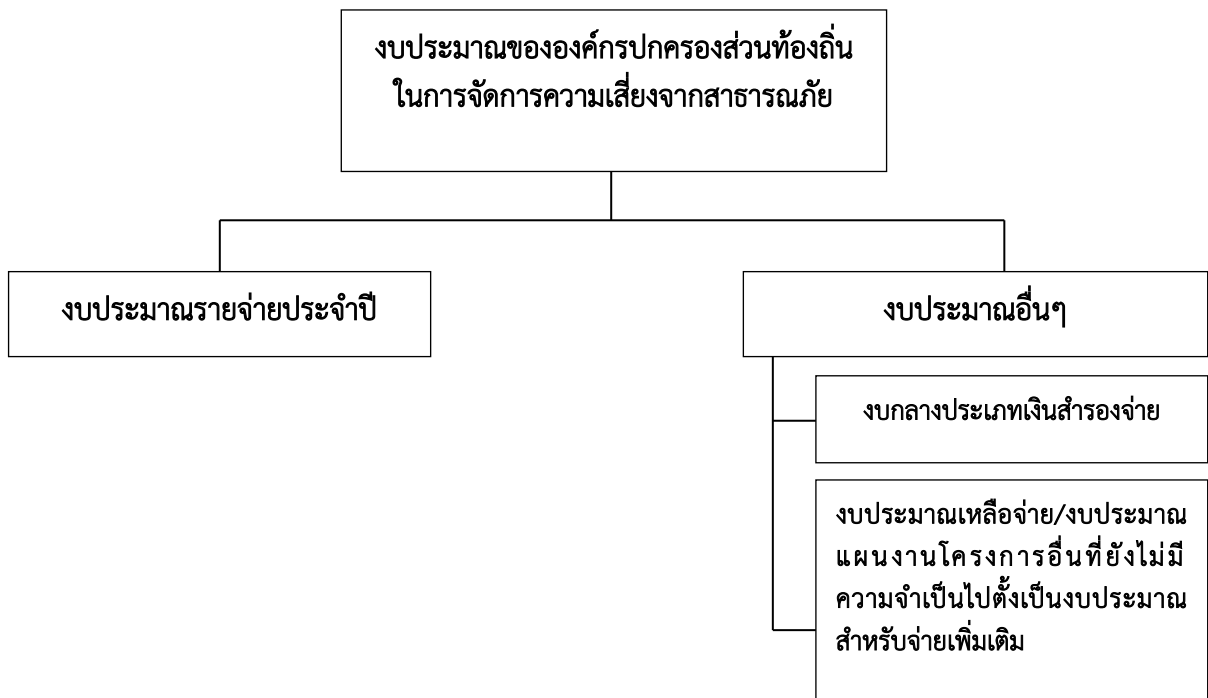 งบประมาณขององค์กรปกครองส่วนท้องถิ่น
ในการจัดการความเสี่ยงจากสาธารณภัย
งบประมาณรายจ่ายประจำปี
งบประมาณอื่นๆ
งบกลางประเภทเงินสำรองจ่าย
งบประมาณเหลือจ่าย/งบประมาณ
แผนงานโครงการอื่นที่ยังไม่มี
ความจำเป็นไปตั้งเป็นงบประมาณ
สำหรับจ่ายเพิ่มเติม